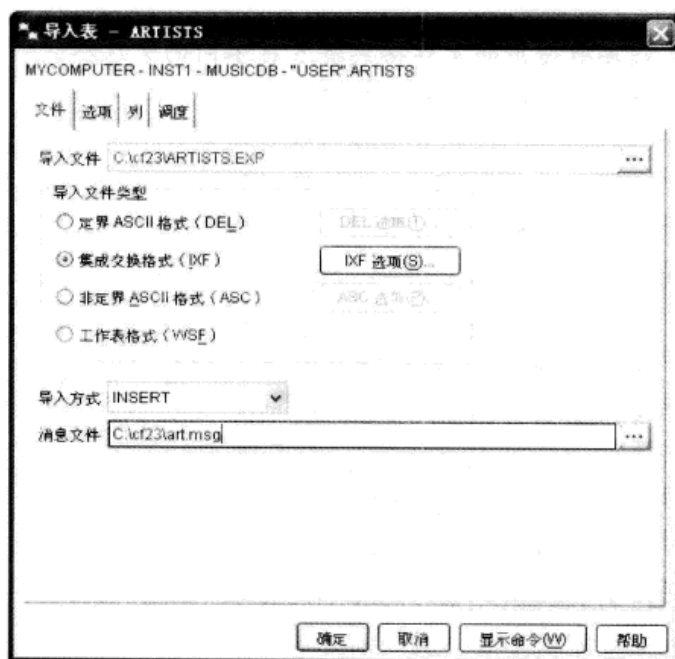 导入表 - ARTISTS
MYCOMPUTER - INST1 - MUSICDB - "USER".ARTISTS
文件 选项 列 调度
导入文件 C:\cf23\ARTISTS.EXP ...
导入文件类型
定界 ASCII 格式（DEL） DEL 选项(T)...
集成交换格式（IXF） IXF 选项(S)...
非定界 ASCII 格式（ASC） ASC 选项
工作表格式（WSF）
导入方式 INSERT
消息文件 C:\cf23\art.msg ...
确定 取消 显示命令(W) 帮助